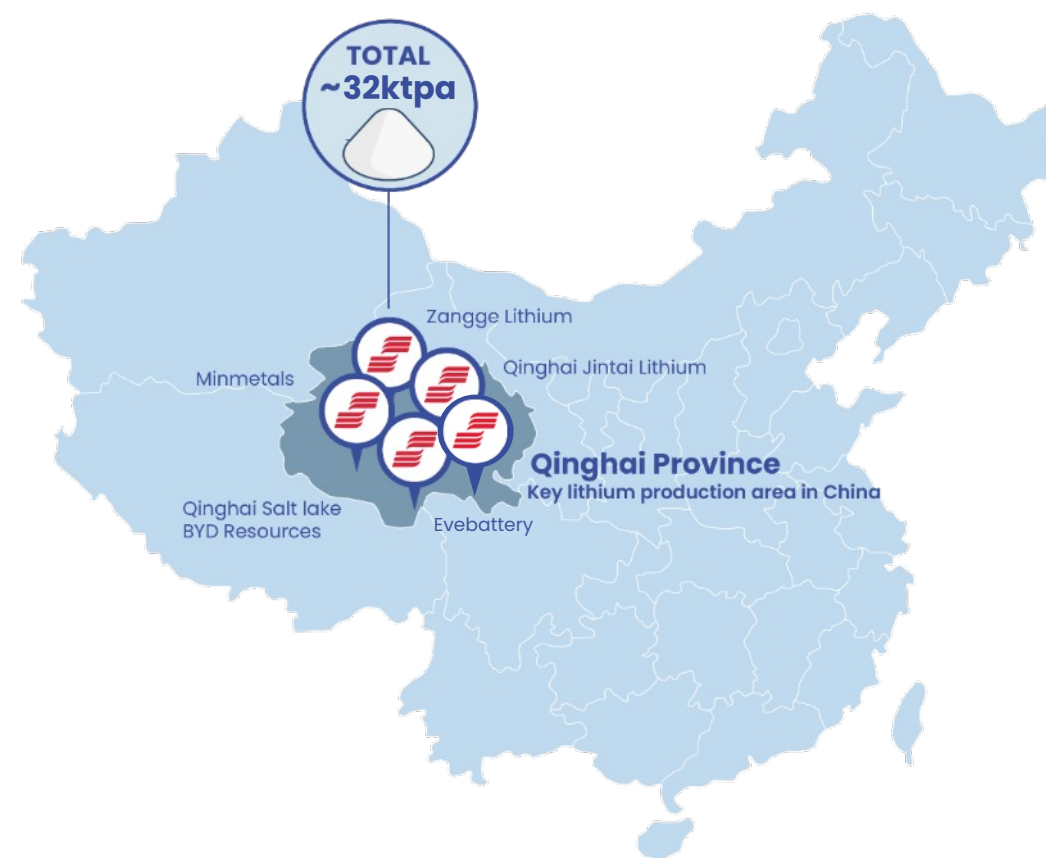 TOTAL
~32ktpa
Zangge Lithium
Qinghai Jintai Lithium
Minmetals
Qinghai Province
Key lithium production area in China
Qinghai Salt lake
BYD Resources
Evebattery